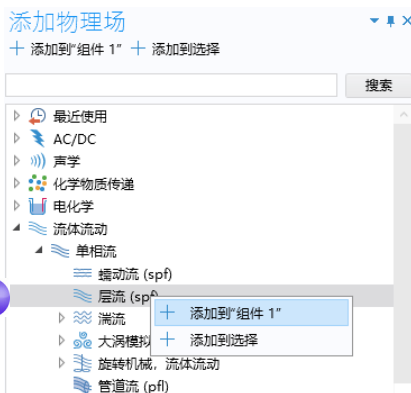 添加物理场
+ 添加到“组件 1” + 添加到选择
搜索
最近使用
AC/DC
声学
化学物质传递
电化学
流体流动
单相流
蠕动流 (spf)
层流 (spf)
+ 添加到“组件 1”
湍流
+ 添加到选择
大涡模拟
旋转机械，流体流动
管道流 (pfl)